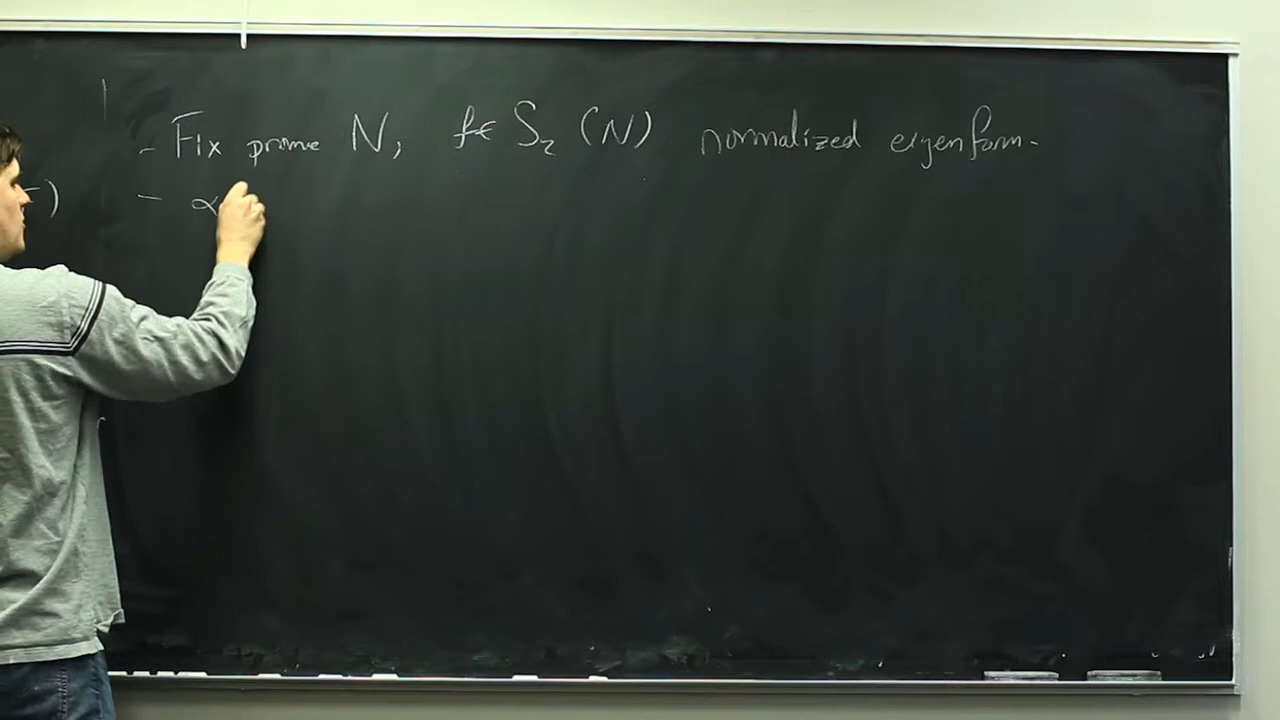 - Fix prime N, f ∈ S₂ (N) normalized eigenform.
- α